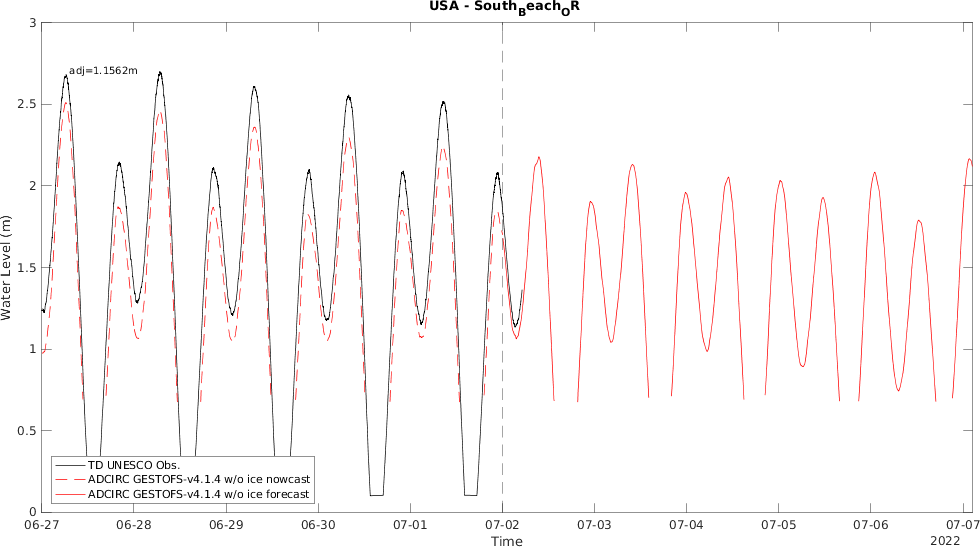 USA - South_Beach_OR
adj=1.1562m
3
2.5
2
1.5
1
0.5
0
Water Level (m)
TD UNESCO Obs.
ADCIRC GESTOFS-v4.1.4 w/o ice nowcast
ADCIRC GESTOFS-v4.1.4 w/o ice forecast
06-27 06-28 06-29 06-30 07-01 07-02 07-03 07-04 07-05 07-06 07-07
Time
2022